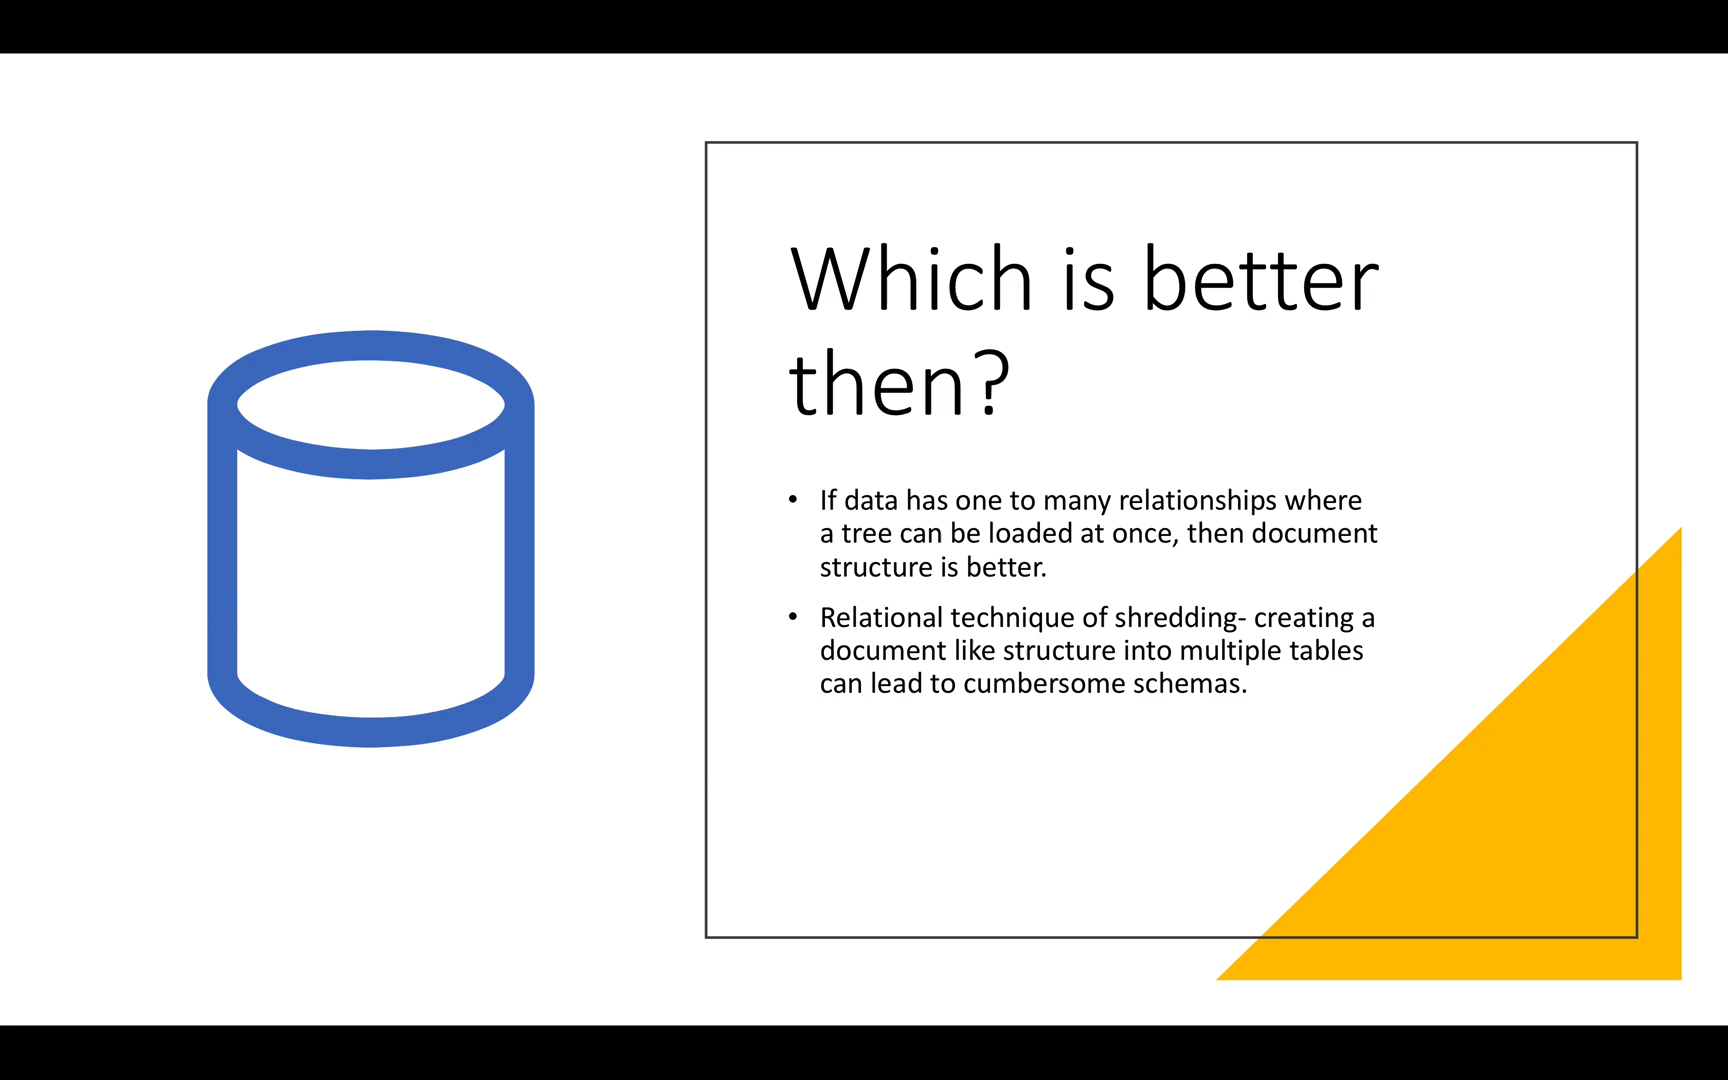 Which is better
then?
• If data has one to many relationships where
a tree can be loaded at once, then document
structure is better.
• Relational technique of shredding- creating a
document like structure into multiple tables
can lead to cumbersome schemas.